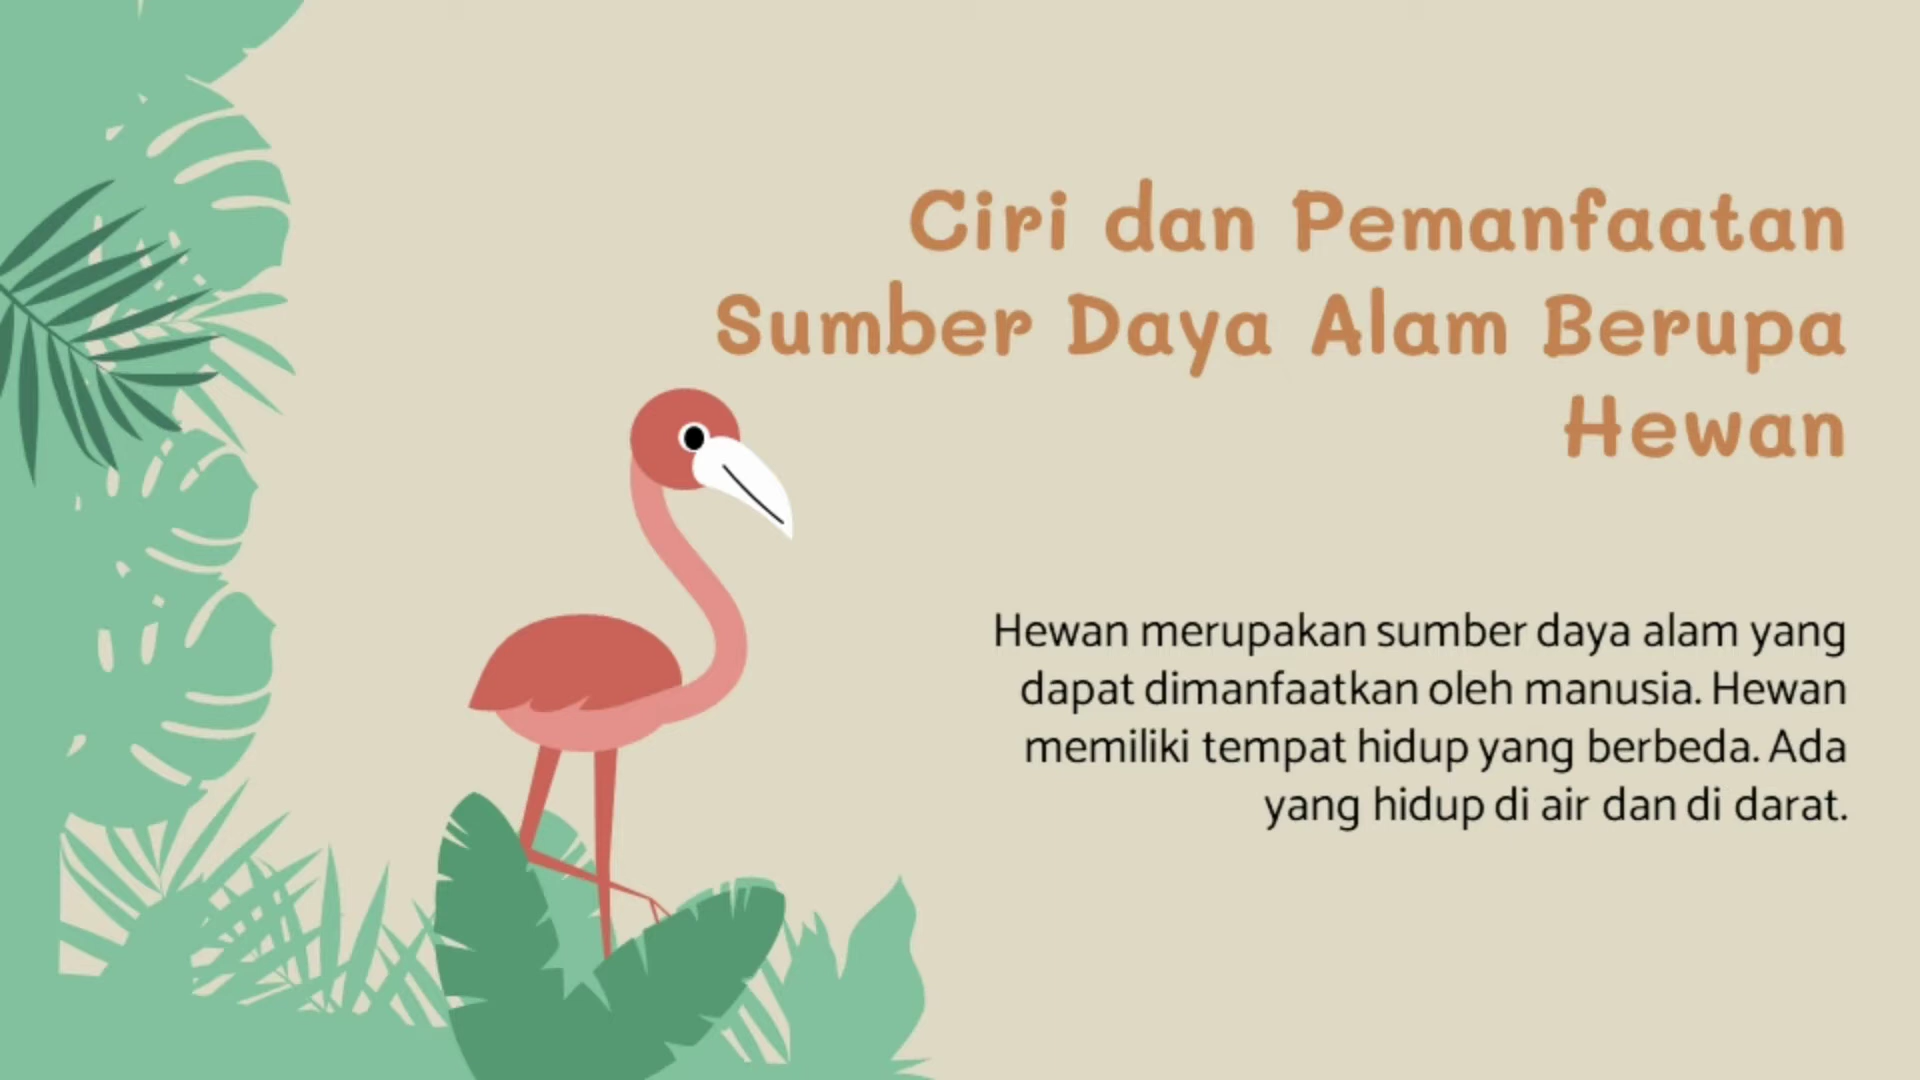 Ciri dan Pemanfaatan
Sumber Daya Alam Berupa
Hewan
Hewan merupakan sumber daya alam yang
dapat dimanfaatkan oleh manusia. Hewan
memiliki tempat hidup yang berbeda. Ada
yang hidup di air dan di darat.